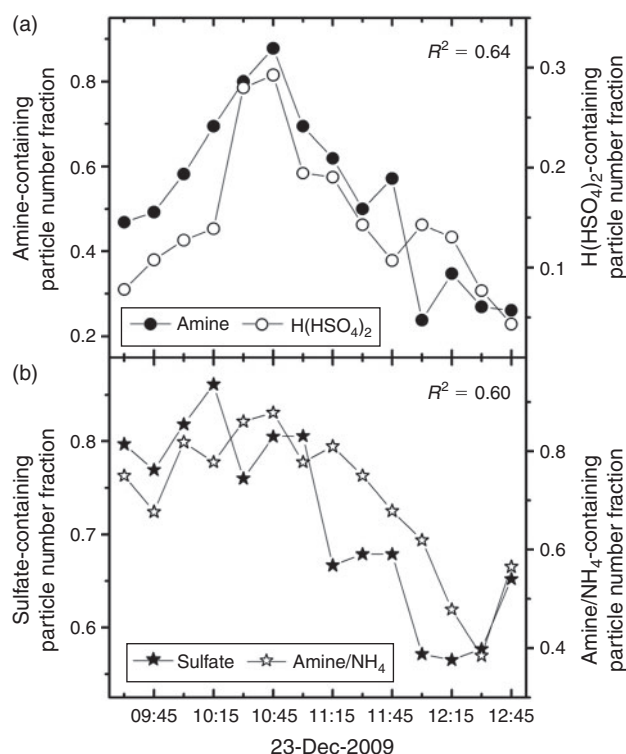 (a)
R² = 0.64
Amine-containing
particle number fraction
0.8
0.6
0.4
0.2
0.3
0.2
0.1
H(HSO₄)₂-containing
particle number fraction
Amine H(HSO₄)₂
(b)
R² = 0.60
Sulfate-containing
particle number fraction
0.8
0.7
0.6
0.8
0.6
0.4
Amine/NH₄-containing
particle number fraction
Sulfate Amine/NH₄
09:45 10:15 10:45 11:15 11:45 12:15 12:45
23-Dec-2009